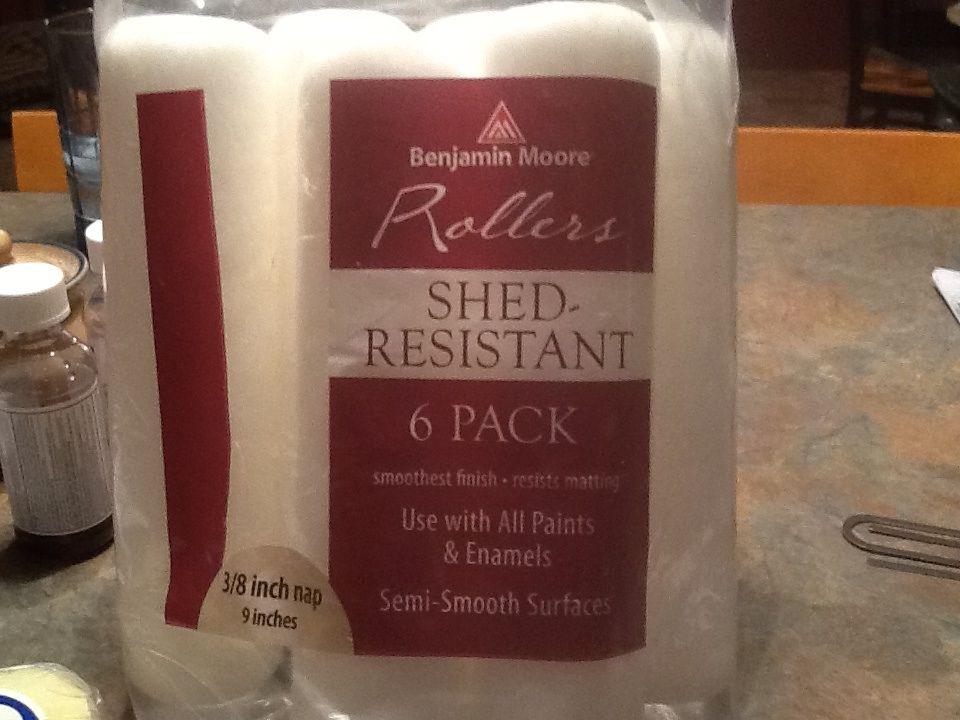 Benjamin Moore
Rollers
SHED-
RESISTANT
6 PACK
smoothest finish • resists matting
Use with All Paints
& Enamels
Semi-Smooth Surfaces
3/8 inch nap
9 inches